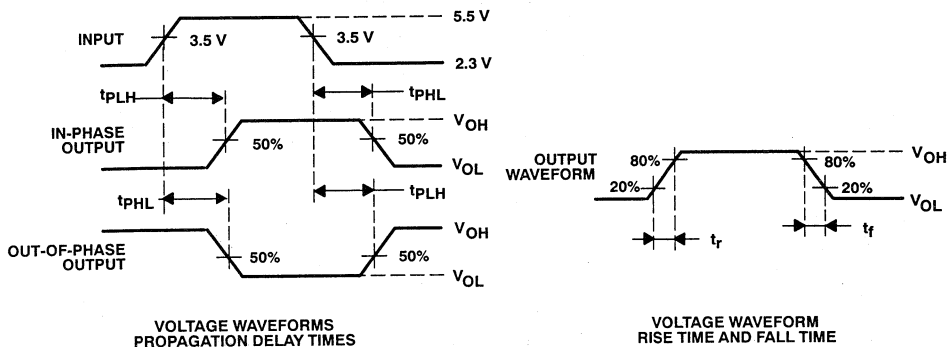 5.5 V
INPUT
3.5 V
3.5 V
2.3 V
tPLH
tPHL
IN-PHASE
OUTPUT
50%
50%
VOH
VOL
tPHL
tPLH
OUT-OF-PHASE
OUTPUT
50%
50%
VOH
VOL
VOLTAGE WAVEFORMS
PROPAGATION DELAY TIMES
OUTPUT
WAVEFORM
80%
80%
20%
20%
VOH
VOL
tr
tf
VOLTAGE WAVEFORM
RISE TIME AND FALL TIME